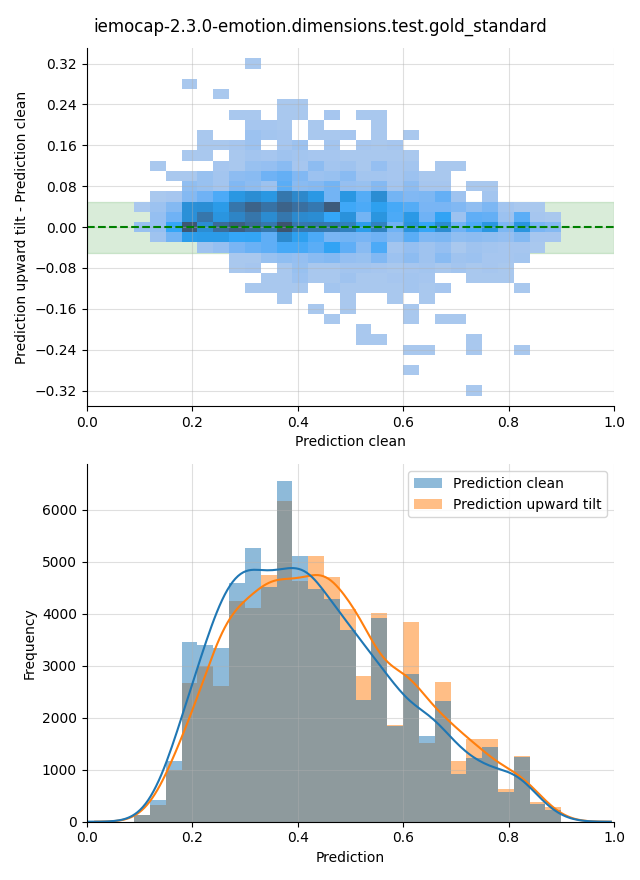 iemocap-2.3.0-emotion.dimensions.test.gold_standard
0.32
0.24
0.16
0.08
0.00
−0.08
−0.16
−0.24
−0.32
Prediction upward tilt - Prediction clean
0.0 0.2 0.4 0.6 0.8 1.0
Prediction clean
Prediction clean
Prediction upward tilt
6000
5000
4000
3000
2000
1000
0
Frequency
0.0 0.2 0.4 0.6 0.8 1.0
Prediction